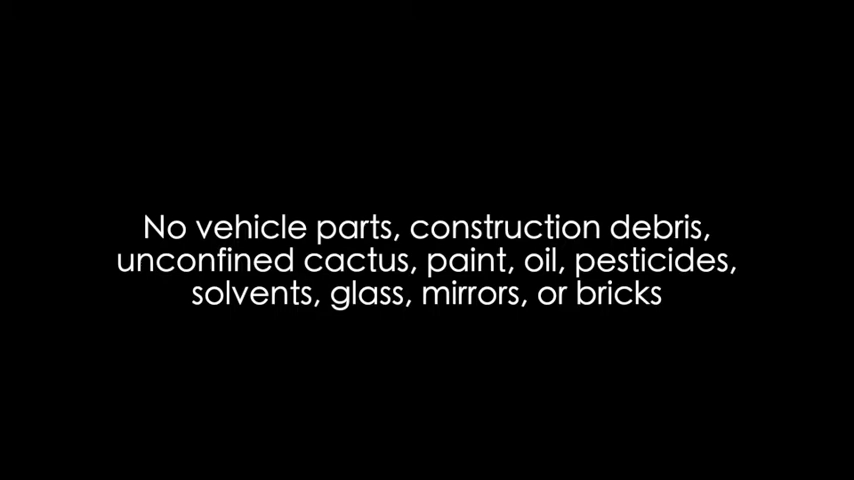 No vehicle parts, construction debris,
unconfined cactus, paint, oil, pesticides,
solvents, glass, mirrors, or bricks